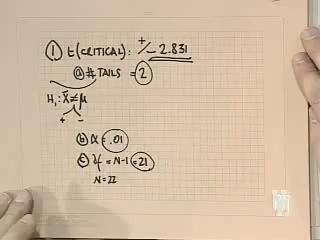 ① t(CRITICAL): +/- 2.831
ⓐ # TAILS = 2
H₁: X̄ ≠ μ
+ -
ⓑ α = .01
ⓒ df = N-1 = 21
N = 22